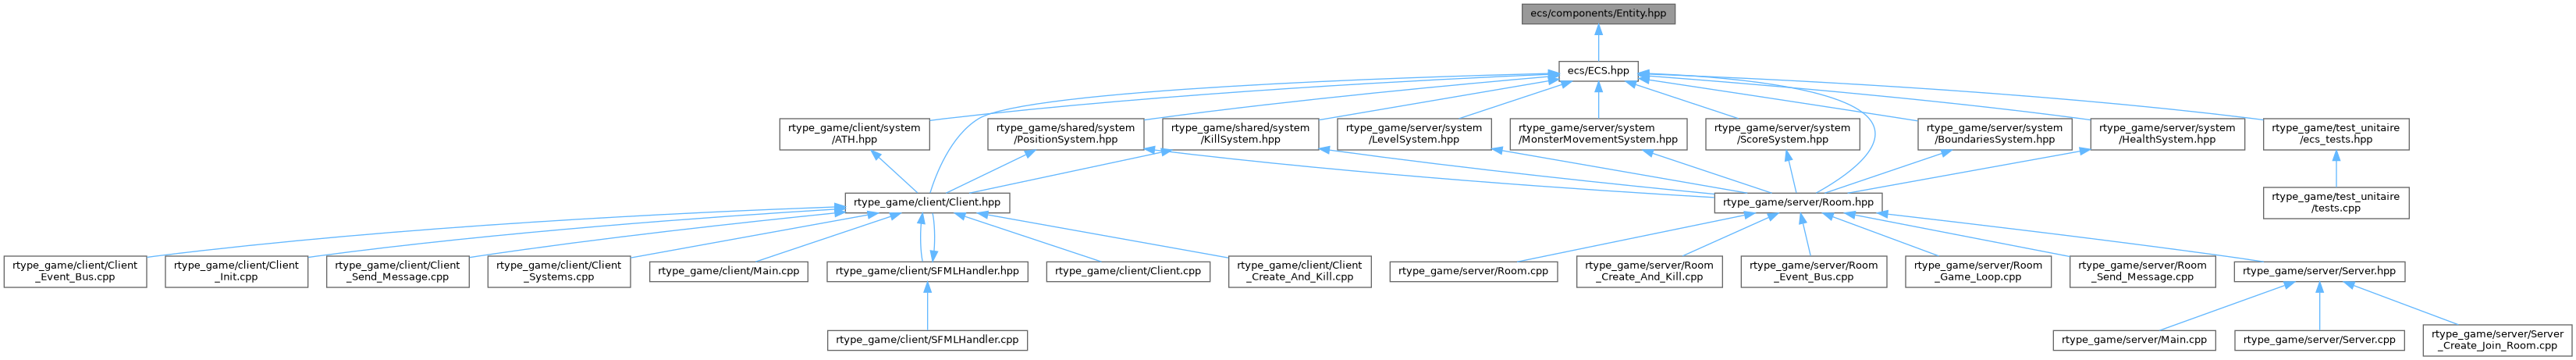 ecs/components/Entity.hpp
ecs/ECS.hpp
rtype_game/client/system
/ATH.hpp
rtype_game/shared/system
/PositionSystem.hpp
rtype_game/shared/system
/KillSystem.hpp
rtype_game/server/system
/LevelSystem.hpp
rtype_game/server/system
/MonsterMovementSystem.hpp
rtype_game/server/system
/ScoreSystem.hpp
rtype_game/server/system
/BoundariesSystem.hpp
rtype_game/server/system
/HealthSystem.hpp
rtype_game/test_unitaire
/ecs_tests.hpp
rtype_game/client/Client.hpp
rtype_game/server/Room.hpp
rtype_game/test_unitaire
/tests.cpp
rtype_game/client/Client
_Event_Bus.cpp
rtype_game/client/Client
_Init.cpp
rtype_game/client/Client
_Send_Message.cpp
rtype_game/client/Client
_Systems.cpp
rtype_game/client/Main.cpp
rtype_game/client/SFMLHandler.hpp
rtype_game/client/Client.cpp
rtype_game/client/Client
_Create_And_Kill.cpp
rtype_game/server/Room.cpp
rtype_game/server/Room
_Create_And_Kill.cpp
rtype_game/server/Room
_Event_Bus.cpp
rtype_game/server/Room
_Game_Loop.cpp
rtype_game/server/Room
_Send_Message.cpp
rtype_game/server/Server.hpp
rtype_game/client/SFMLHandler.cpp
rtype_game/server/Main.cpp
rtype_game/server/Server.cpp
rtype_game/server/Server
_Create_Join_Room.cpp